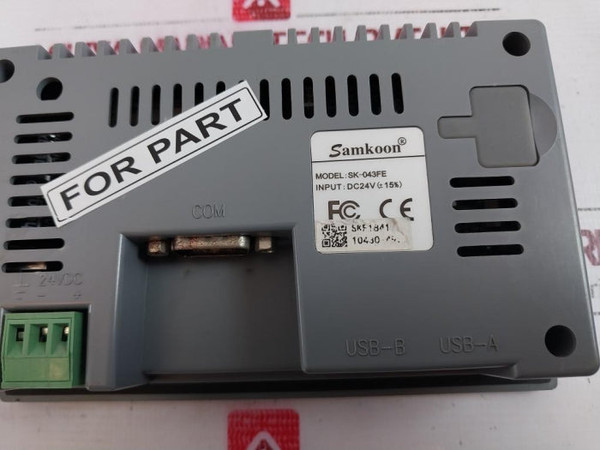 FOR PART
Samkoon®
MODEL: SK-043FE
INPUT: DC24V(±15%)
FC CE
COM
24VDC
- +
USB-B USB-A